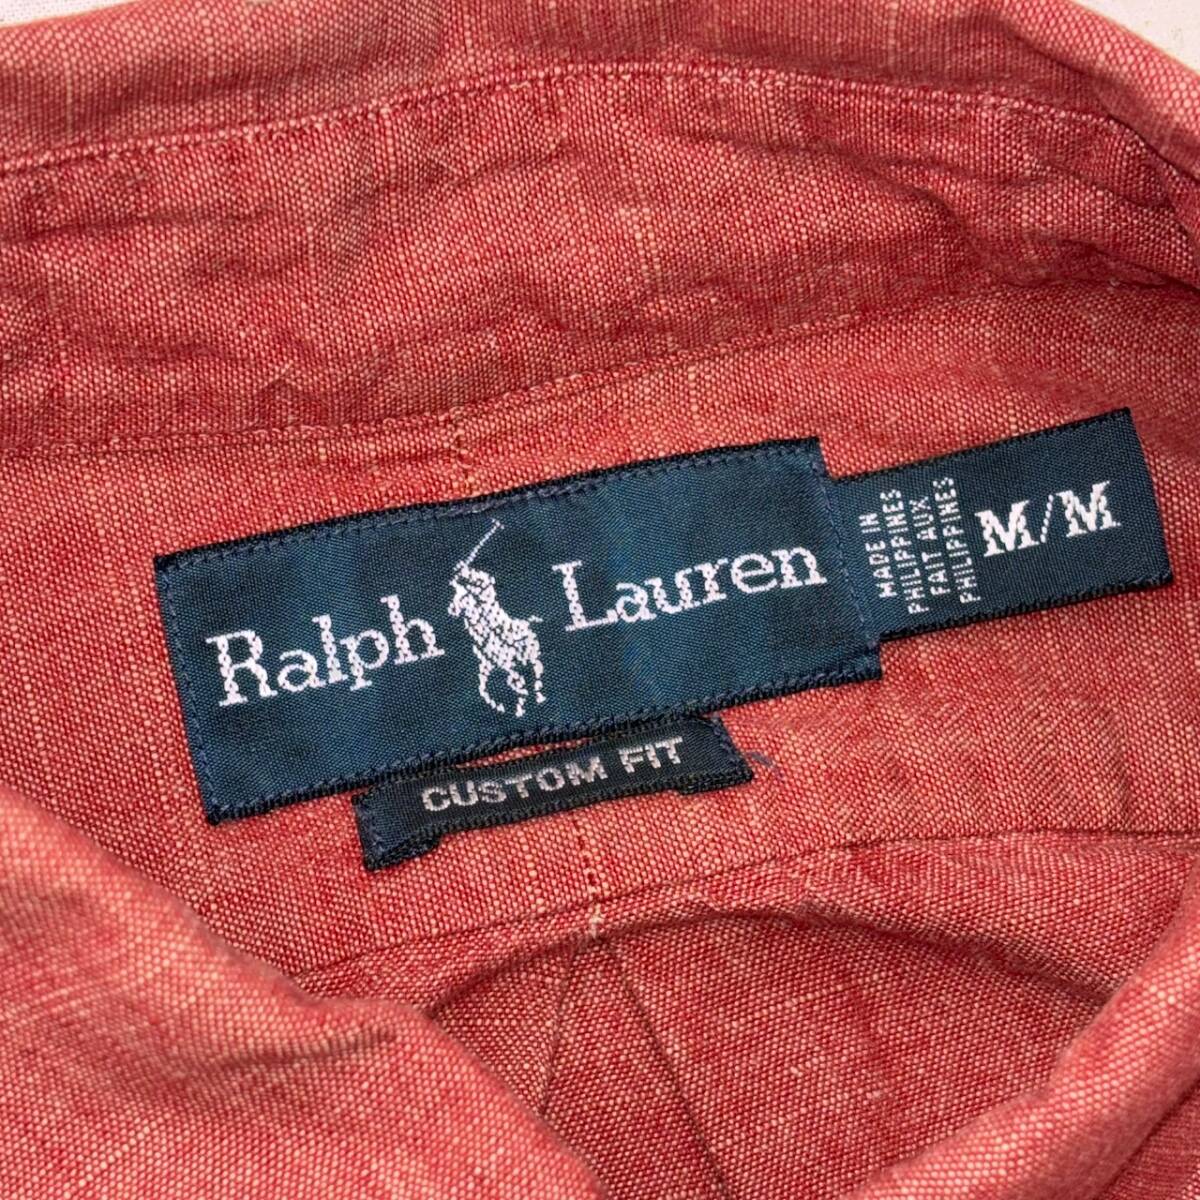 Ralph Lauren
CUSTOM FIT
MADE IN
PHILIPPINES
FAIT AUX
PHILIPPINES
M/M